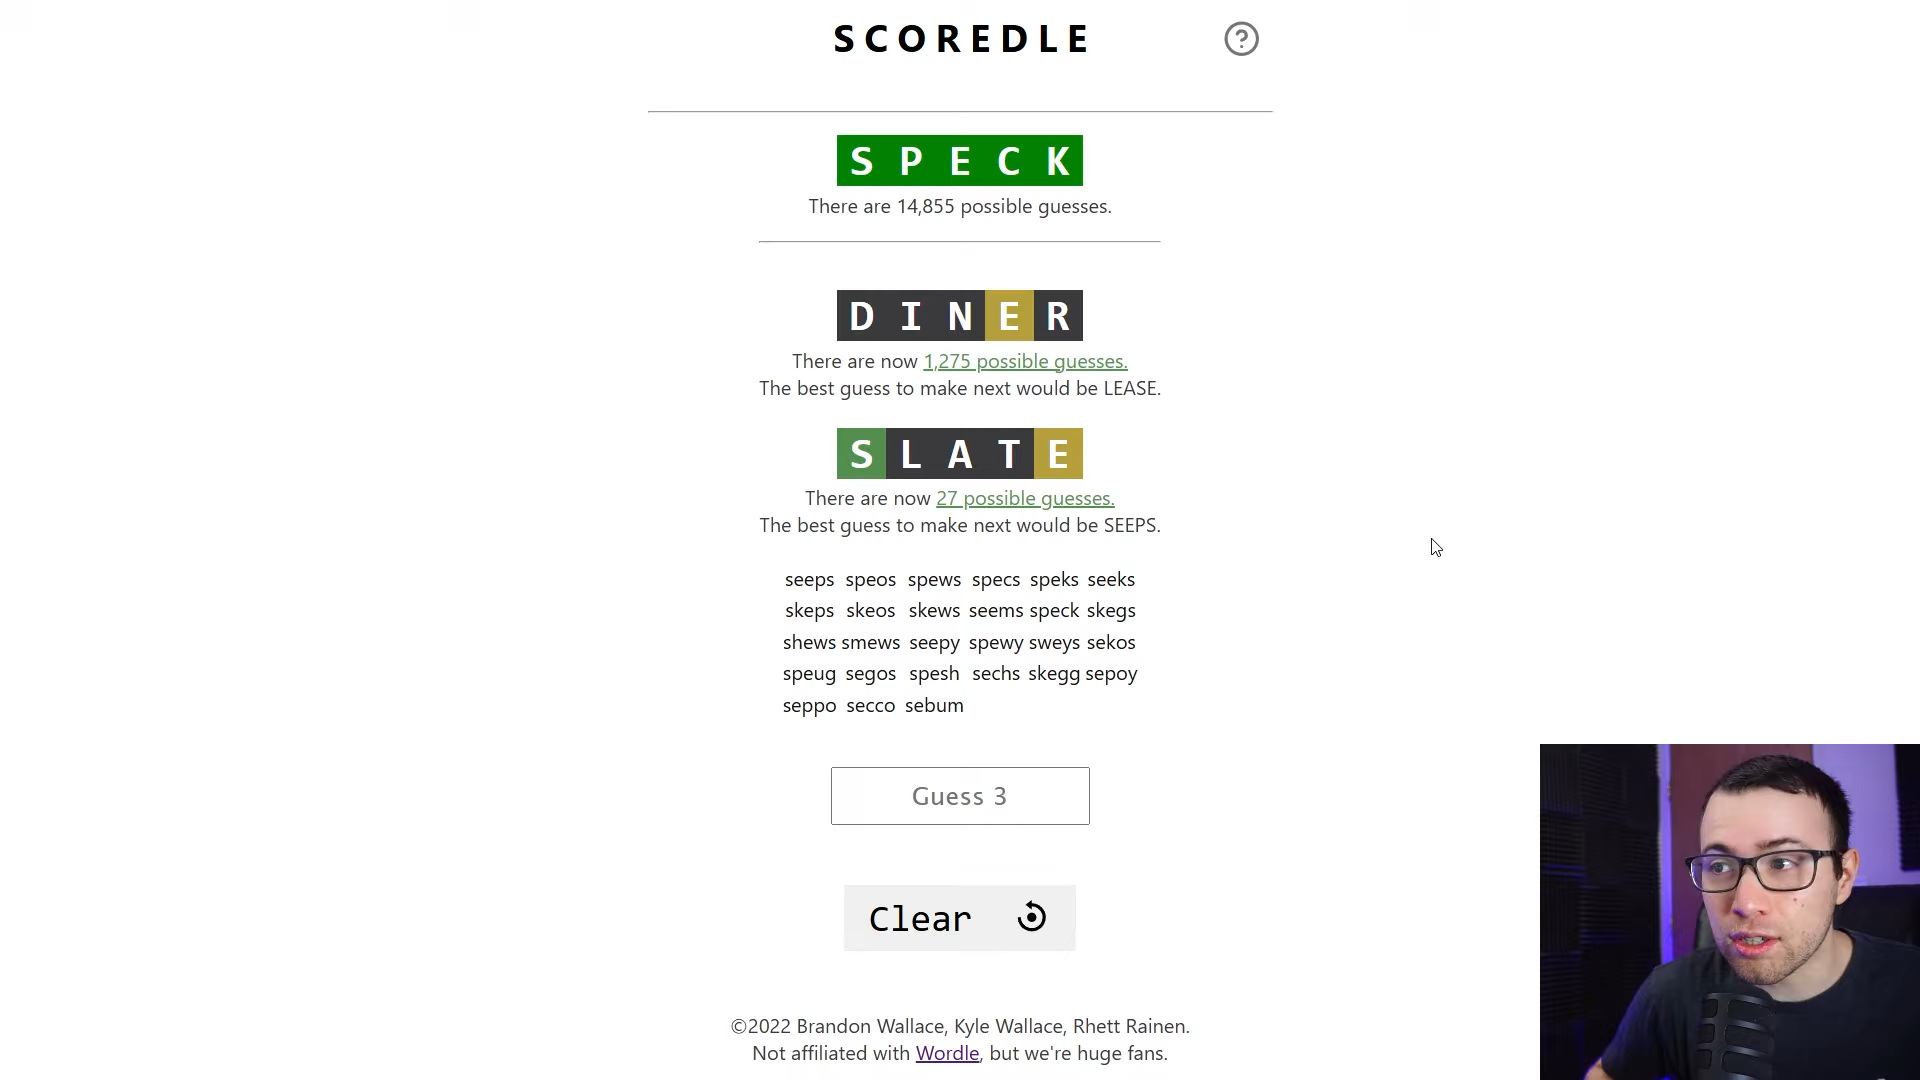 SCOREDLE
SPECK
There are 14,855 possible guesses.
DINER
There are now 1,275 possible guesses.
The best guess to make next would be LEASE.
SLATE
There are now 27 possible guesses.
The best guess to make next would be SEEPS.
seeps speos spews specs speks seeks
skeps skeos skews seems speck skegs
shews smews seepy spewy sweys sekos
speug segos spesh sechs skegg sepoy
seppo secco sebum
Guess 3
Clear
©2022 Brandon Wallace, Kyle Wallace, Rhett Rainen.
Not affiliated with Wordle, but we're huge fans.